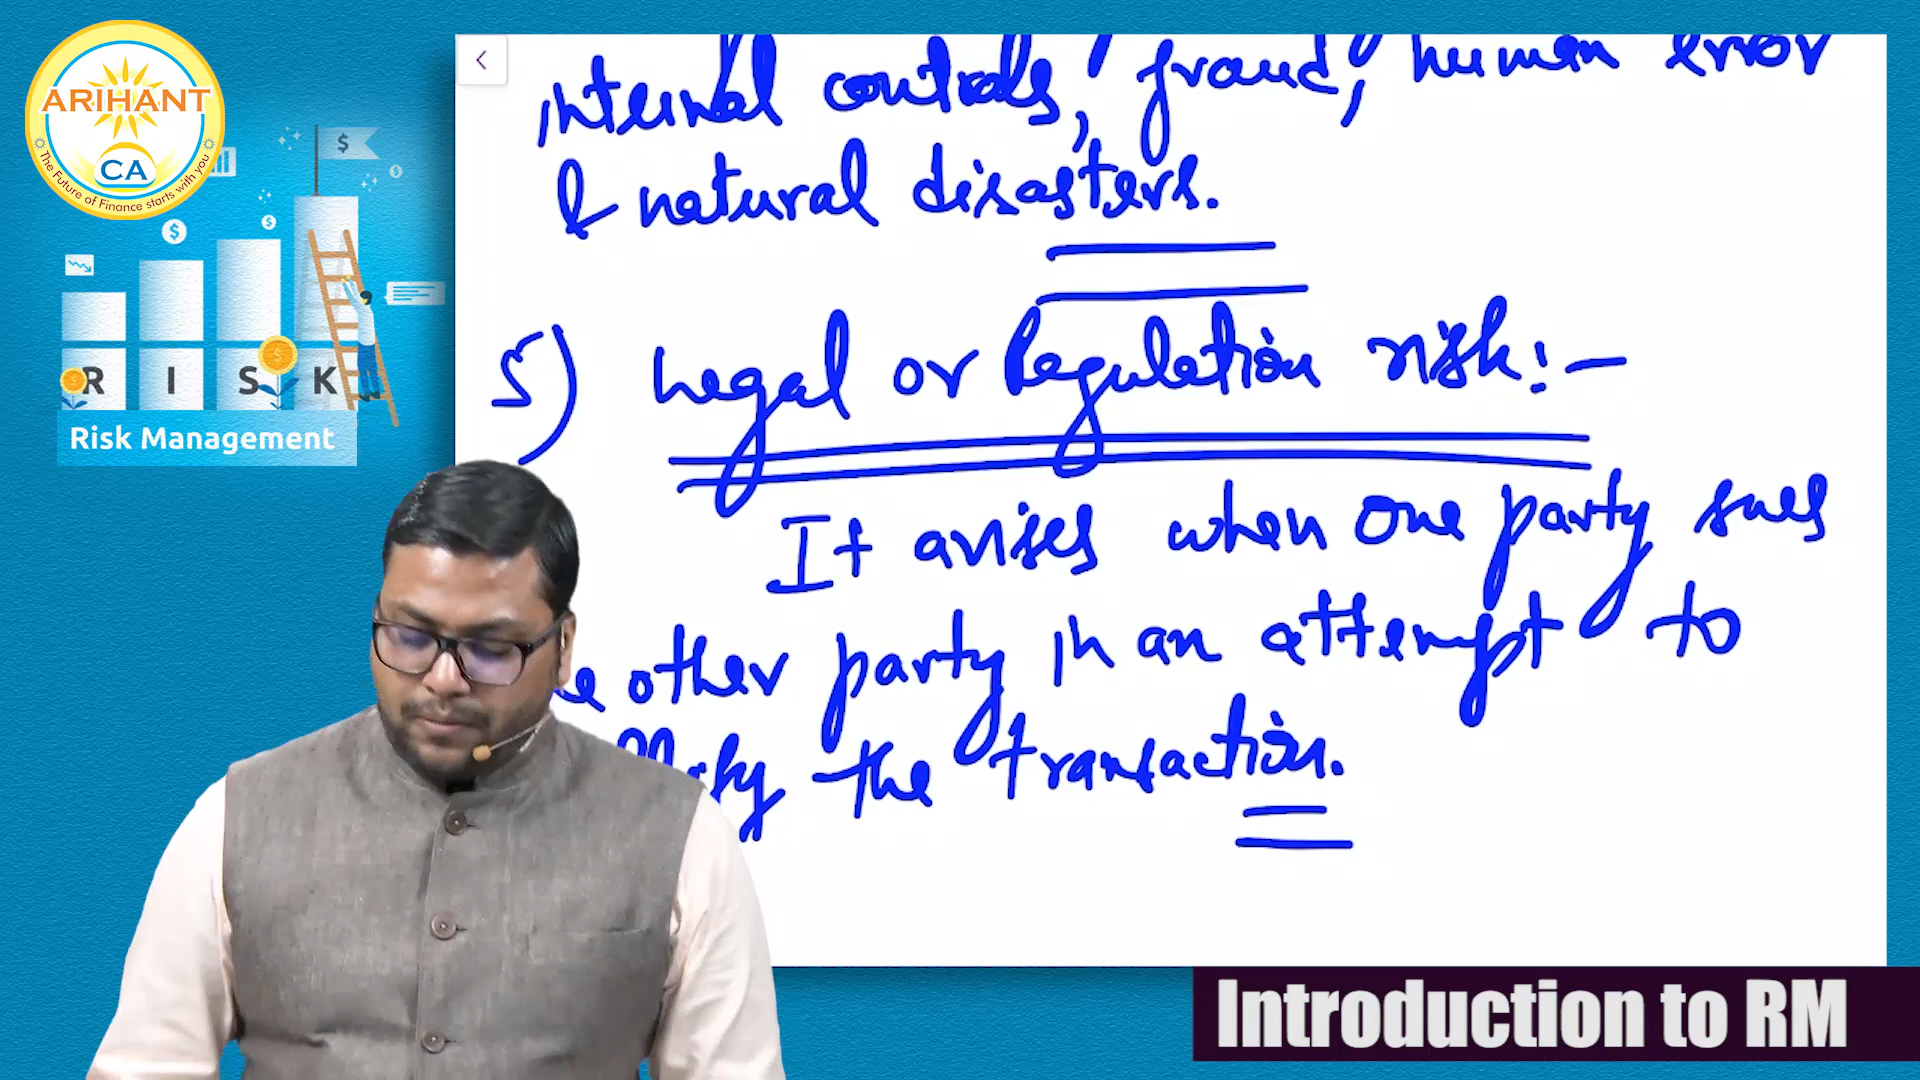 ARIHANT
CA
The Future of Finance starts with you
R I S K
Risk Management
internal controls, fraud, human error
& natural disasters.
5) Legal or Regulation risk:-
It arises when one party sues
other party in an attempt to
the transaction.
Introduction to RM